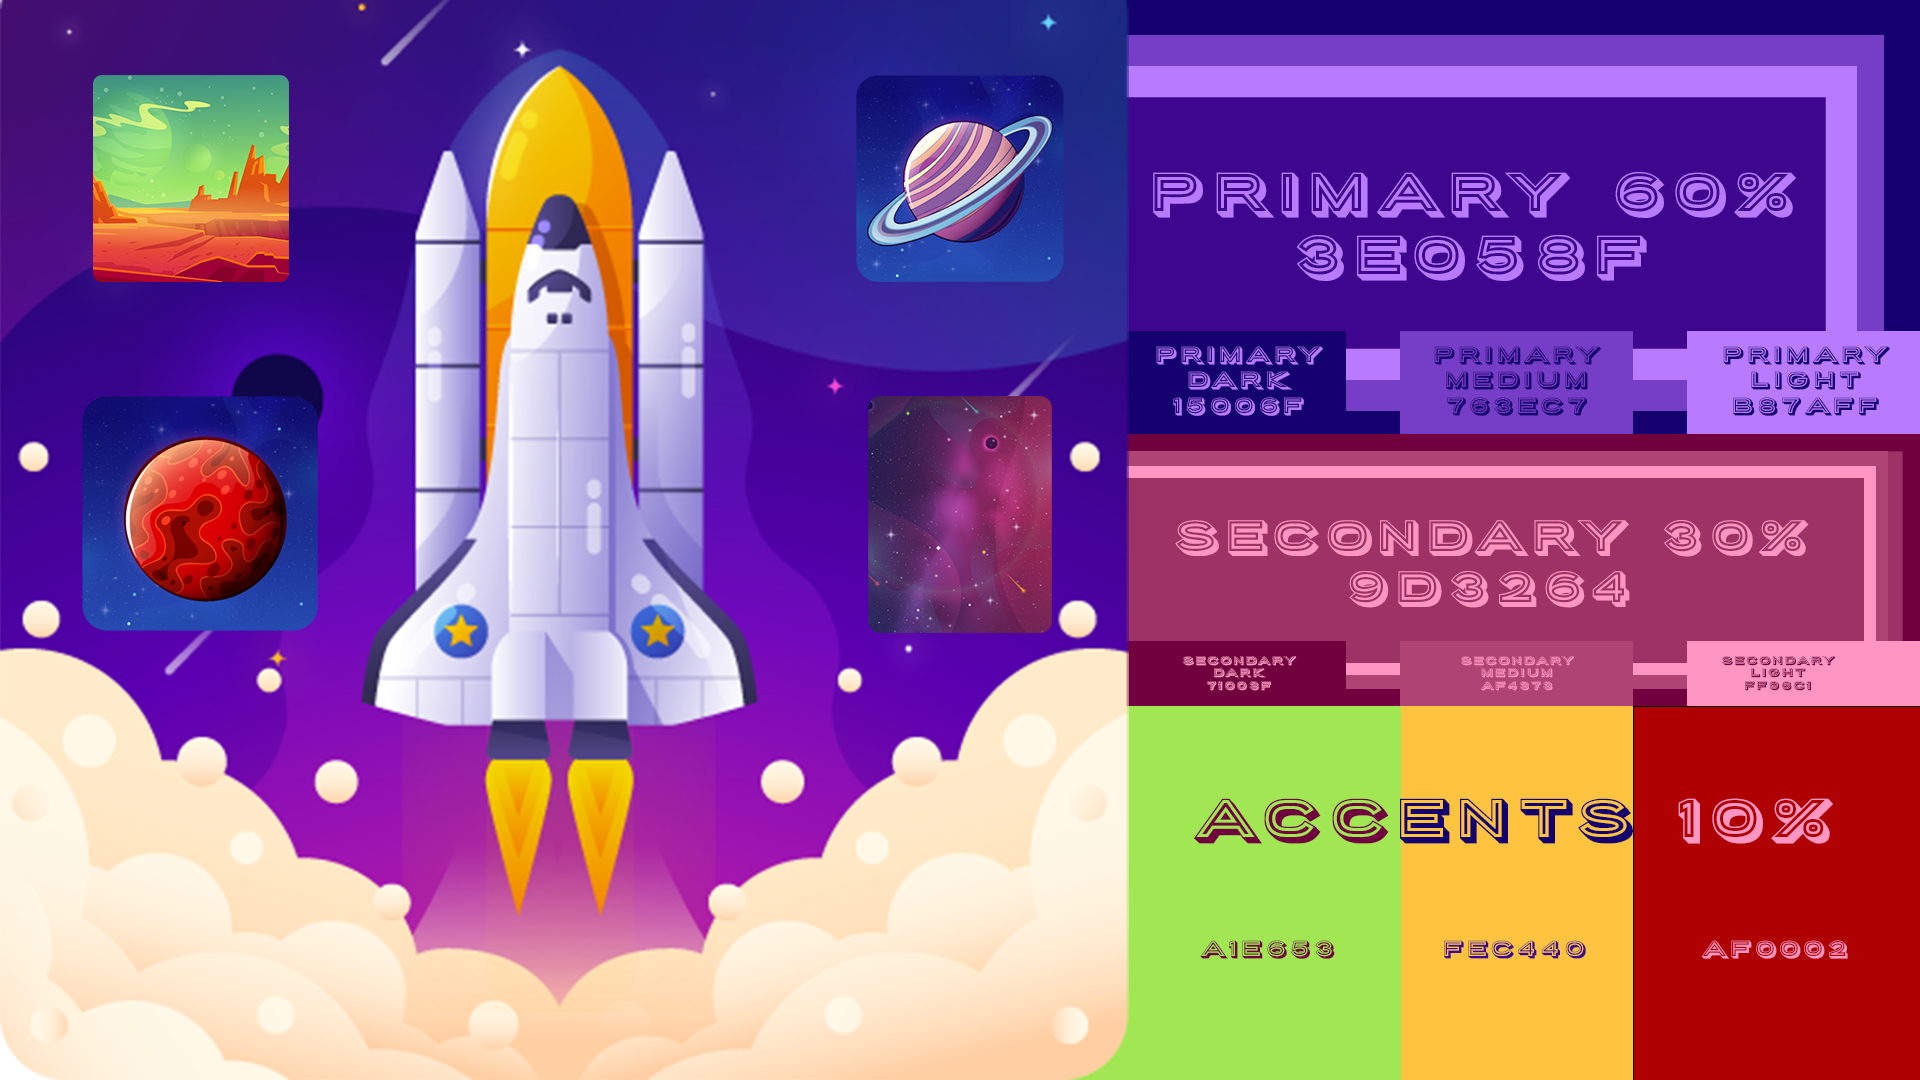 PRIMARY 60%
3E058F
PRIMARY
DARK
15006F
PRIMARY
MEDIUM
763EC7
PRIMARY
LIGHT
B87AFF
SECONDARY 30%
9D3264
SECONDARY
DARK
71003F
SECONDARY
MEDIUM
AF4373
SECONDARY
LIGHT
FF96C1
ACCENTS 10%
A1E653
FEC440
AF0002